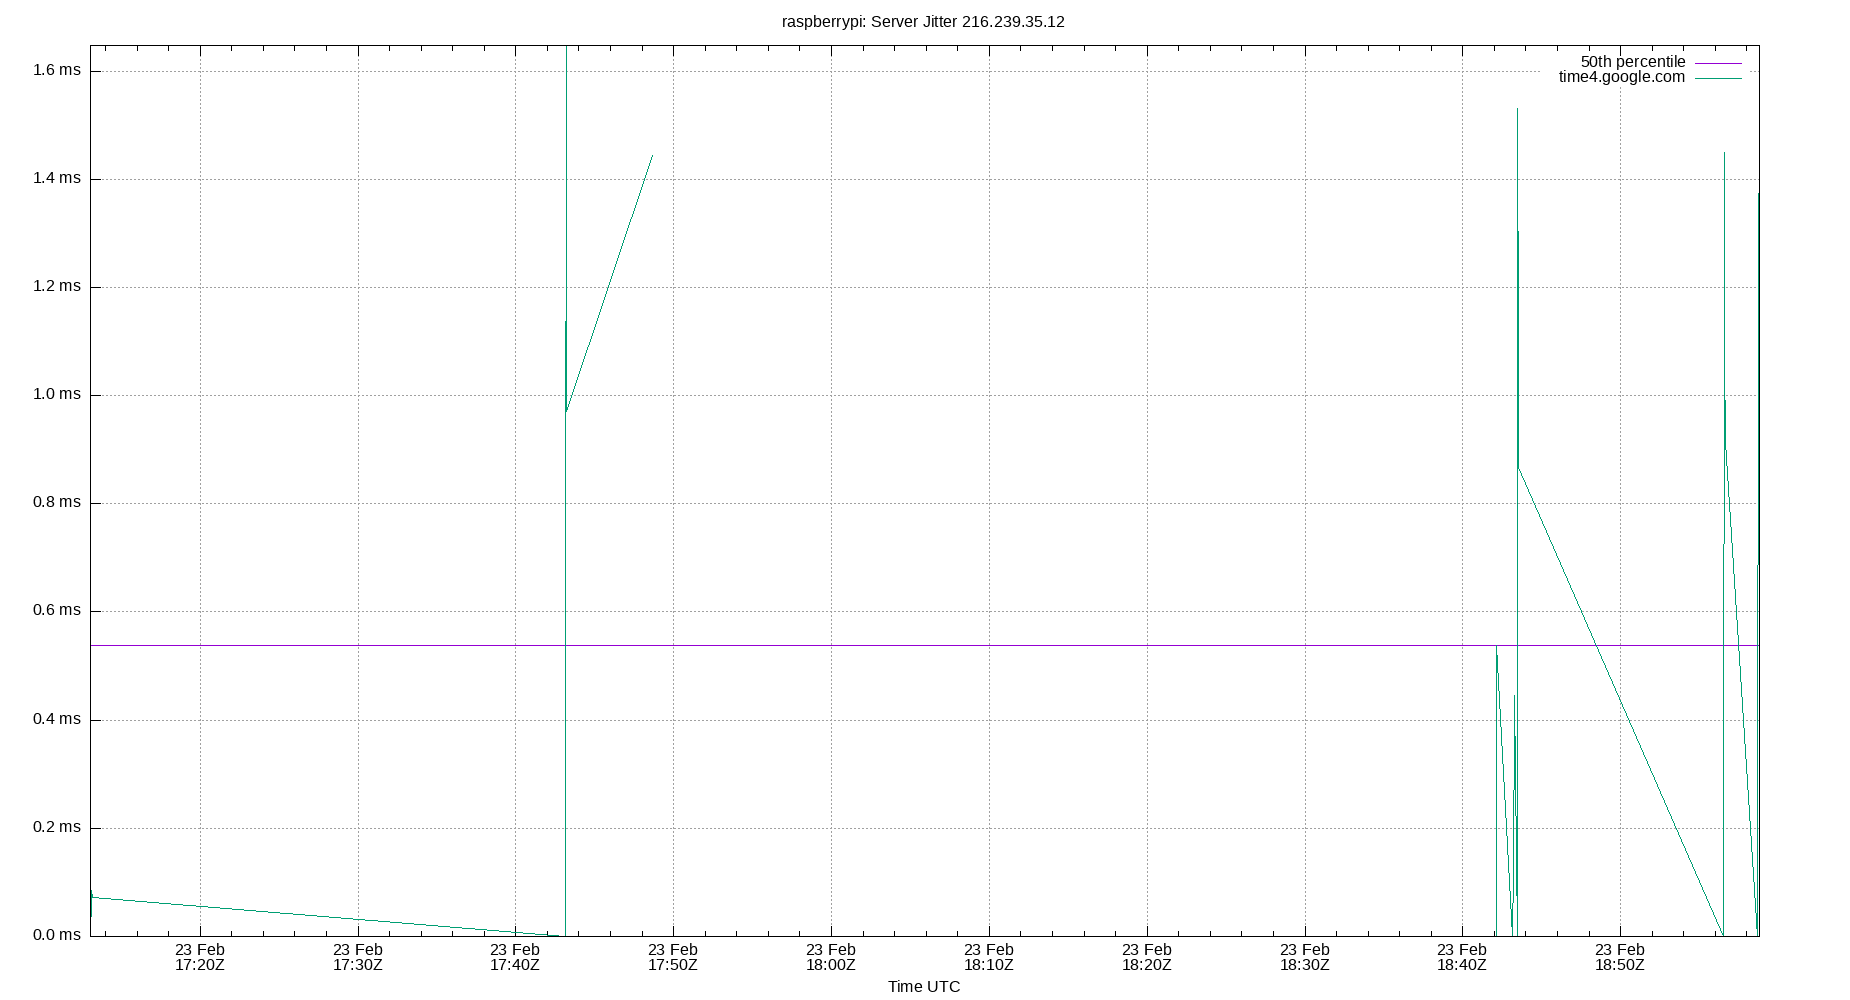 raspberrypi: Server Jitter 216.239.35.12
50th percentile
time4.google.com
1.6 ms
1.4 ms
1.2 ms
1.0 ms
0.8 ms
0.6 ms
0.4 ms
0.2 ms
0.0 ms
23 Feb 23 Feb 23 Feb 23 Feb 23 Feb 23 Feb 23 Feb 23 Feb 23 Feb 23 Feb
17:20Z 17:30Z 17:40Z 17:50Z 18:00Z 18:10Z 18:20Z 18:30Z 18:40Z 18:50Z
Time UTC